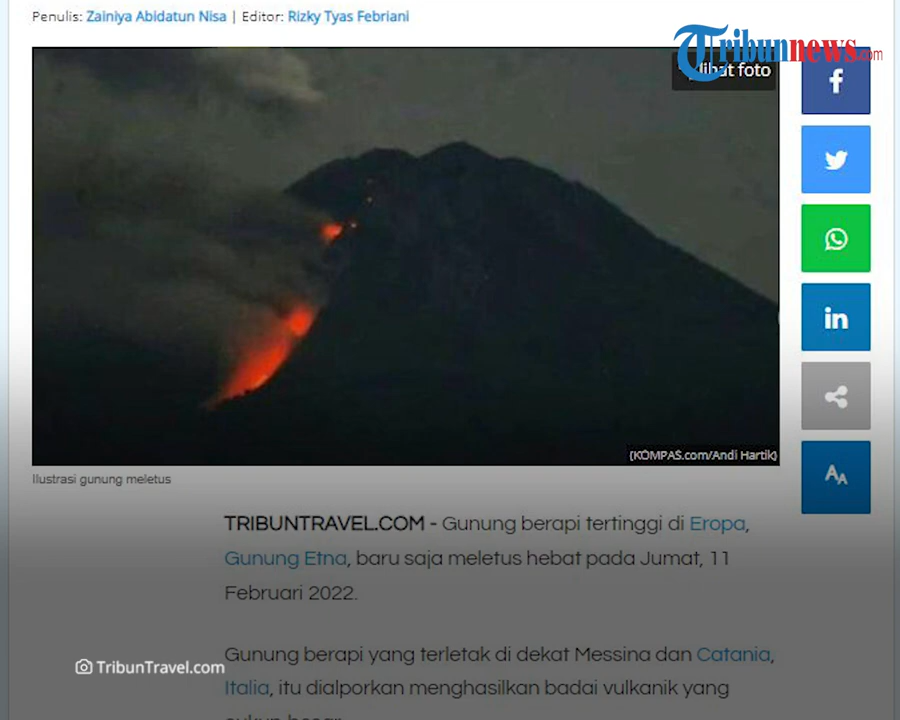 Penulis: Zainiya Abidatun Nisa | Editor: Rizky Tyas Febriani
Tribunnews.com
lihat foto
(KOMPAS.com/Andi Hartik)
Ilustrasi gunung meletus
TRIBUNTRAVEL.COM - Gunung berapi tertinggi di Eropa,
Gunung Etna, baru saja meletus hebat pada Jumat, 11
Februari 2022.
Gunung berapi yang terletak di dekat Messina dan Catania,
TribunTravel.com
Italia, itu dialporkan menghasilkan badai vulkanik yang